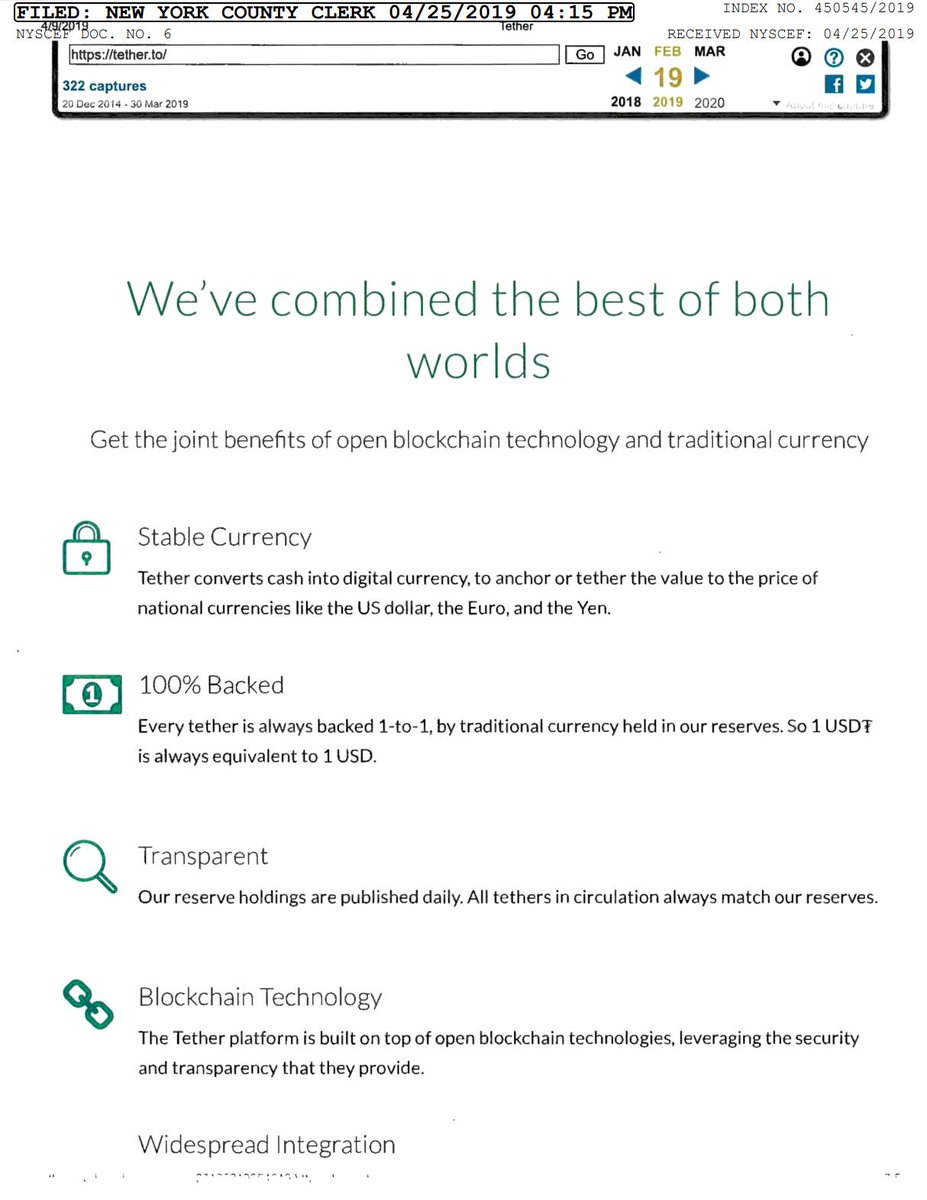 FILED: NEW YORK COUNTY CLERK 04/25/2019 04:15 PM
INDEX NO. 450545/2019
4/9/2019
Tether
NYSCEF DOC. NO. 6
RECEIVED NYSCEF: 04/25/2019
https://tether.to/
Go
JAN FEB MAR
19
322 captures
20 Dec 2014 - 30 Mar 2019
2018 2019 2020
About this capture
We've combined the best of both
worlds
Get the joint benefits of open blockchain technology and traditional currency
Stable Currency
Tether converts cash into digital currency, to anchor or tether the value to the price of
national currencies like the US dollar, the Euro, and the Yen.
1
100% Backed
Every tether is always backed 1-to-1, by traditional currency held in our reserves. So 1 USD₮
is always equivalent to 1 USD.
Transparent
Our reserve holdings are published daily. All tethers in circulation always match our reserves.
Blockchain Technology
The Tether platform is built on top of open blockchain technologies, leveraging the security
and transparency that they provide.
Widespread Integration